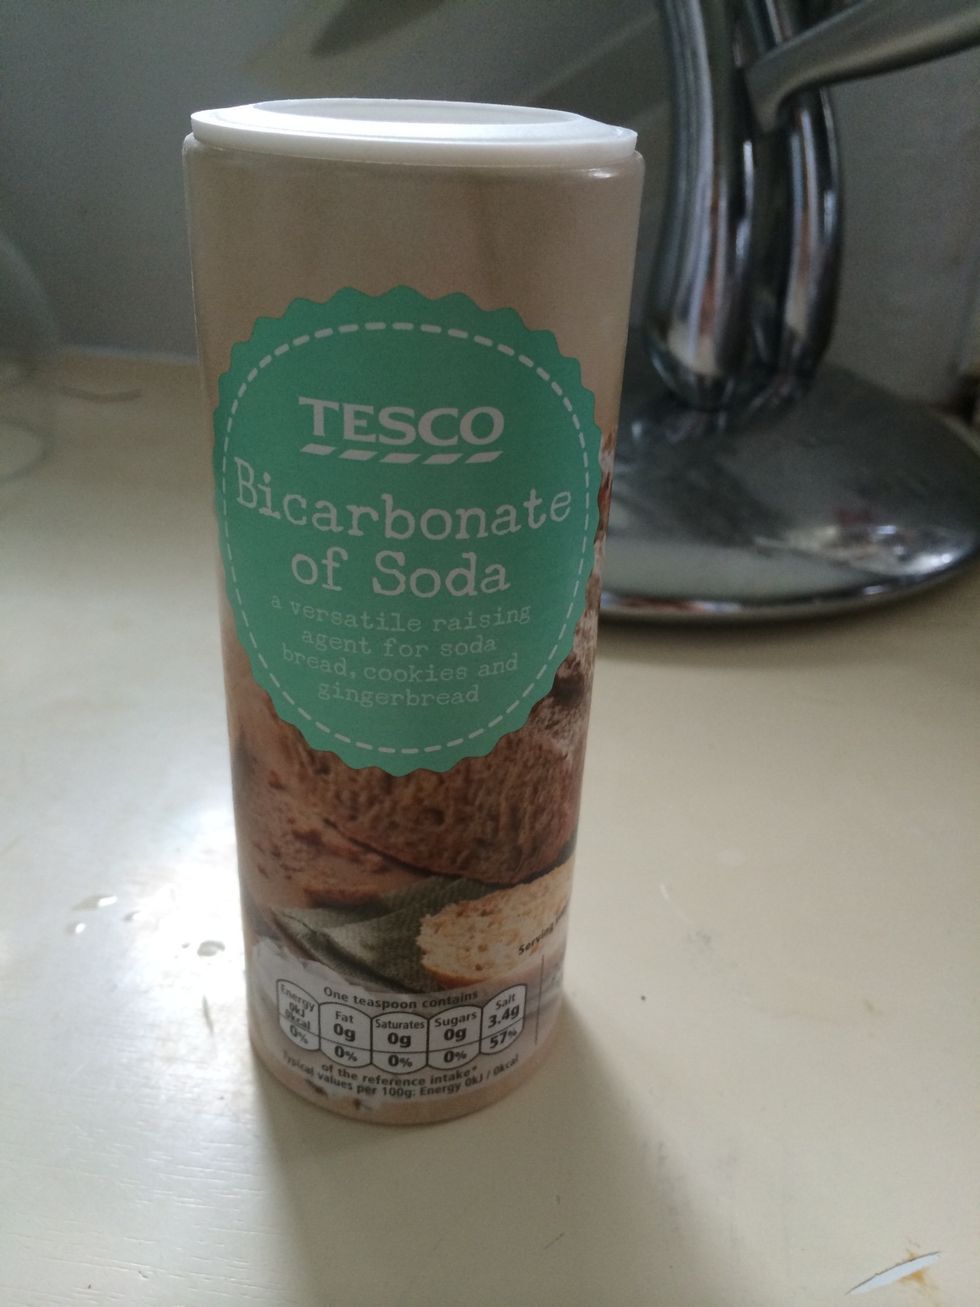 TESCO
Bicarbonate
of Soda
a versatile raising
agent for soda
bread, cookies and
gingerbread
Serving
One teaspoon contains
Energy 0kJ 0kcal 0%
Fat 0g 0%
Saturates 0g 0%
Sugars 0g 0%
Salt 3.4g 57%
of the reference intake*
Typical values per 100g: Energy 0kJ / 0kcal